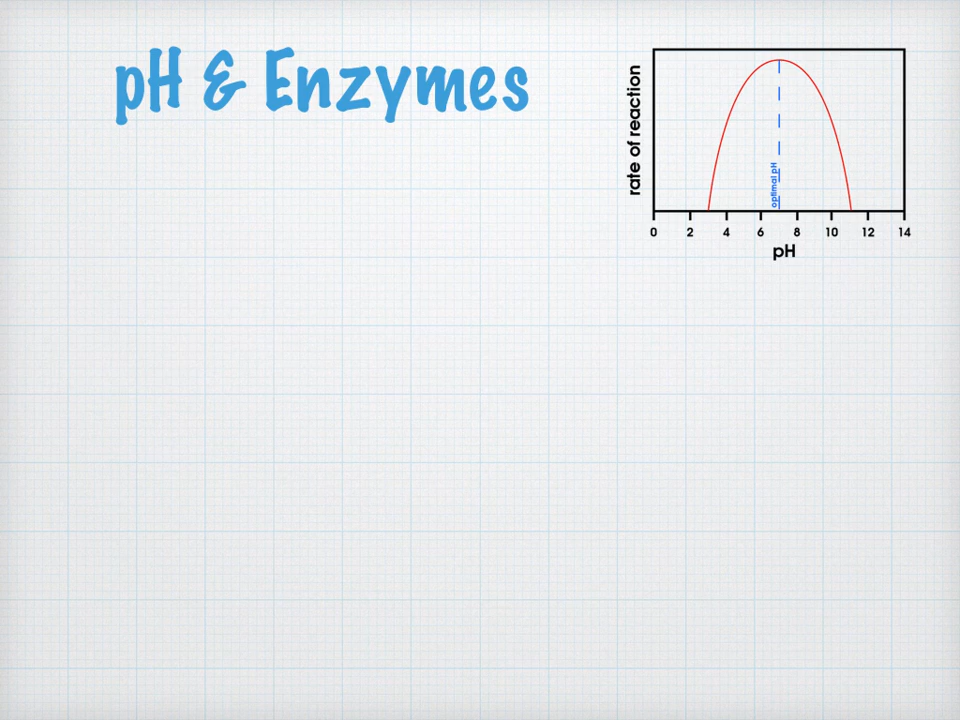 pH & Enzymes
rate of reaction
optimal pH
0 2 4 6 8 10 12 14
pH